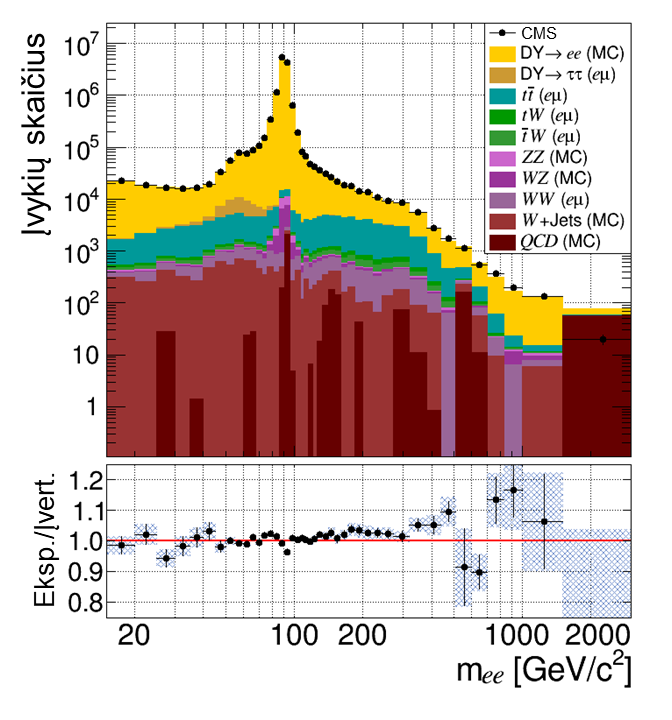 Įvykių skaičius
10⁷
10⁶
10⁵
10⁴
10³
10²
10
1
CMS
DY→ ee (MC)
DY→ ττ (eμ)
tt̄ (eμ)
tW (eμ)
t̄W (eμ)
ZZ (MC)
WZ (MC)
WW (eμ)
W+Jets (MC)
QCD (MC)
Eksp./Įvert.
1.2
1.1
1.0
0.9
0.8
20 100 200 1000 2000
mₑₑ [GeV/c²]